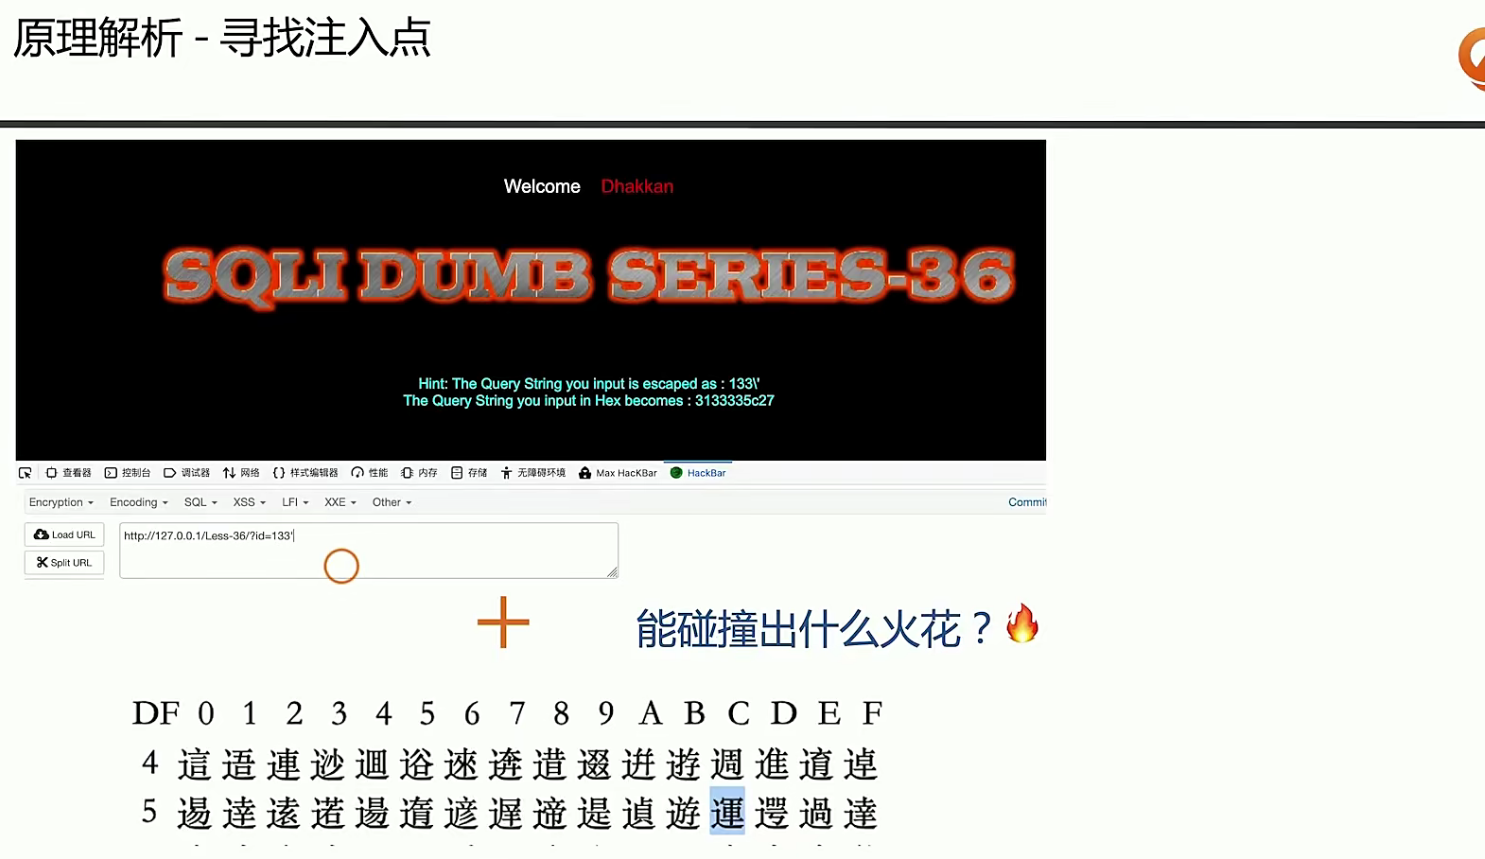 原理解析 - 寻找注入点
Welcome Dhakkan
SQLI DUMB SERIES-36
Hint: The Query String you input is escaped as : 133\'
The Query String you input in Hex becomes : 3133335c27
查看器 控制台 调试器 网络 {} 样式编辑器 性能 内存 存储 无障碍环境 Max HacKBar HackBar
Encryption Encoding SQL XSS LFI XXE Other Commit
Load URL http://127.0.0.1/Less-36/?id=133'
Split URL
+ 能碰撞出什么火花？🔥
DF 0 1 2 3 4 5 6 7 8 9 A B C D E F
4 這 逜 連 逤 逥 逧 逨 逩 逪 逫 逬 逰 週 進 逳 逴
5 逷 逹 逺 逽 逿 遀 遃 遅 遆 遈 遉 遊 運 遌 過 達